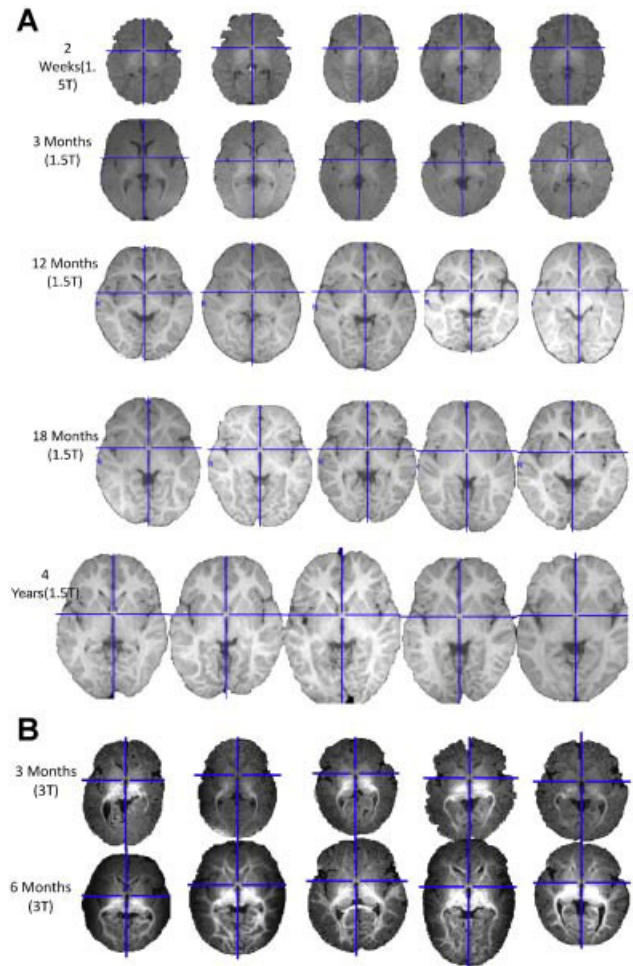 A
2
Weeks(1.
5T)
3 Months
(1.5T)
12 Months
(1.5T)
18 Months
(1.5T)
4
Years(1.5T)
B
3 Months
(3T)
6 Months
(3T)